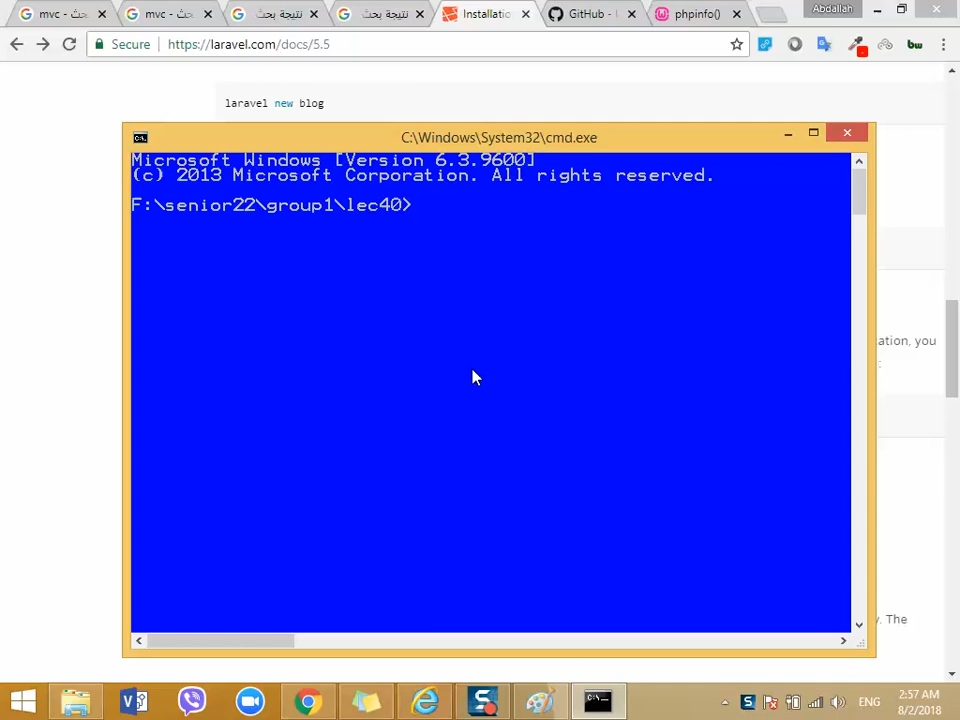 mvc - بحث
mvc - بحث
نتيجة بحث
نتيجة بحث
Installatio
GitHub - l
phpinfo()
Abdallah
Secure
https://laravel.com/docs/5.5
bw
laravel new blog
C:\Windows\System32\cmd.exe
Microsoft Windows [Version 6.3.9600]
(c) 2013 Microsoft Corporation. All rights reserved.
F:\senior22\group1\lec40>
ation, you
y. The
ENG
2:57 AM
8/2/2018